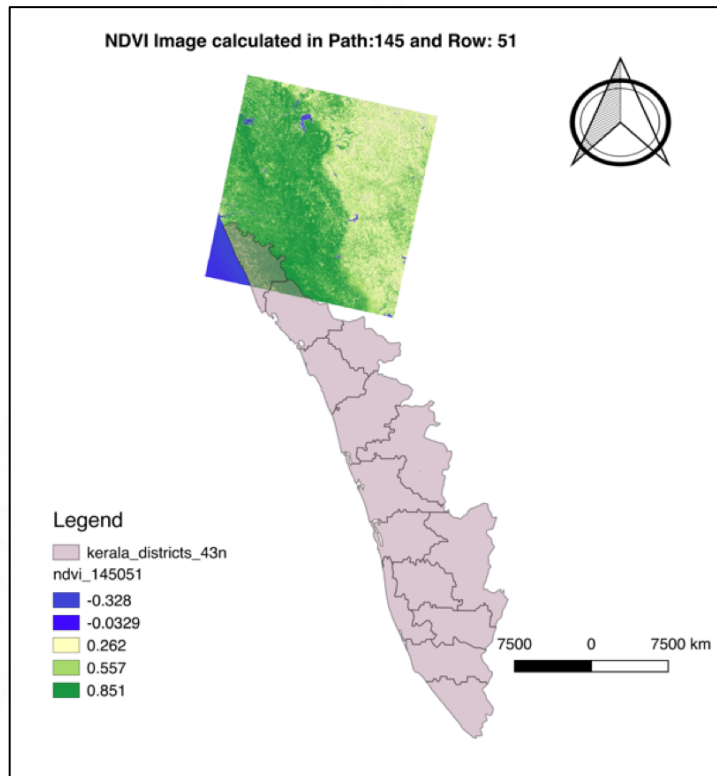 NDVI Image calculated in Path:145 and Row: 51
Legend
kerala_districts_43n
ndvi_145051
-0.328
-0.0329
0.262
0.557
0.851
7500 0 7500 km